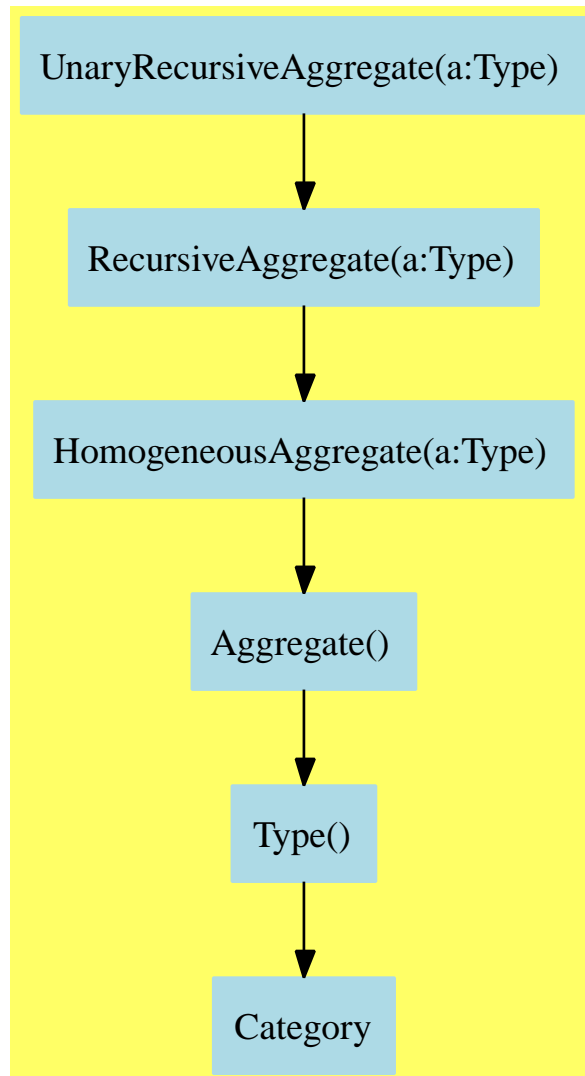 UnaryRecursiveAggregate(a:Type)
RecursiveAggregate(a:Type)
HomogeneousAggregate(a:Type)
Aggregate()
Type()
Category